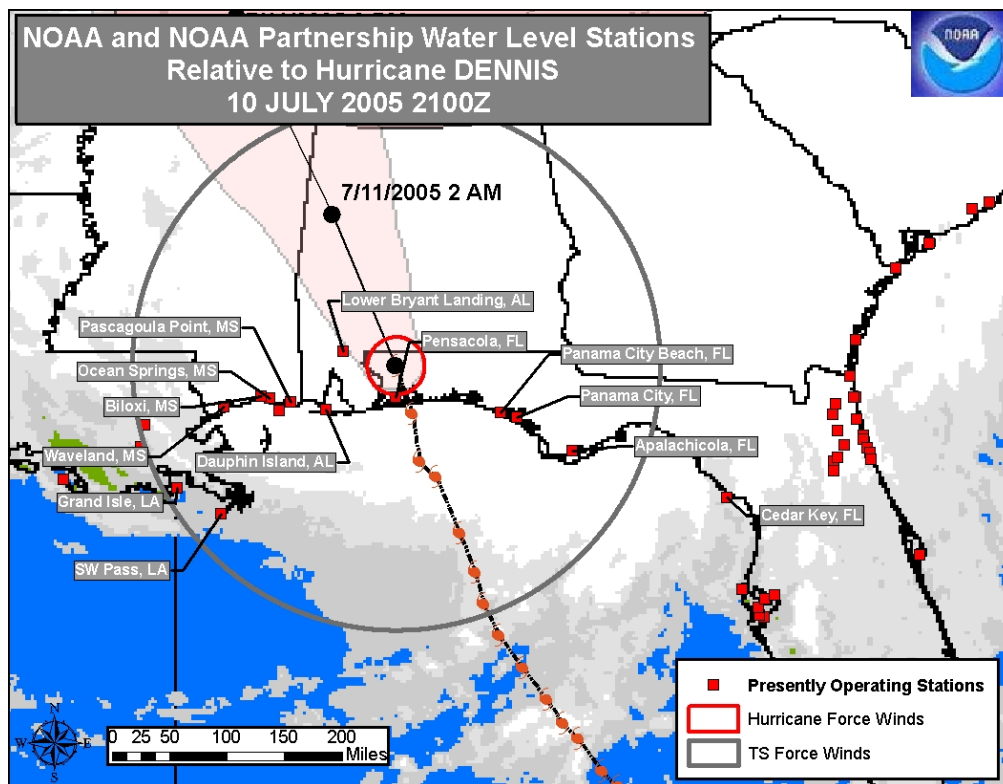 NOAA and NOAA Partnership Water Level Stations
Relative to Hurricane DENNIS
10 JULY 2005 2100Z
NOAA
7/11/2005 2 AM
Lower Bryant Landing, AL
Pascagoula Point, MS
Pensacola, FL
Panama City Beach, FL
Ocean Springs, MS
Panama City, FL
Biloxi, MS
Apalachicola, FL
Waveland, MS
Dauphin Island, AL
Grand Isle, LA
Cedar Key, FL
SW Pass, LA
Presently Operating Stations
Hurricane Force Winds
TS Force Winds
N
W E
S
0 25 50 100 150 200
Miles